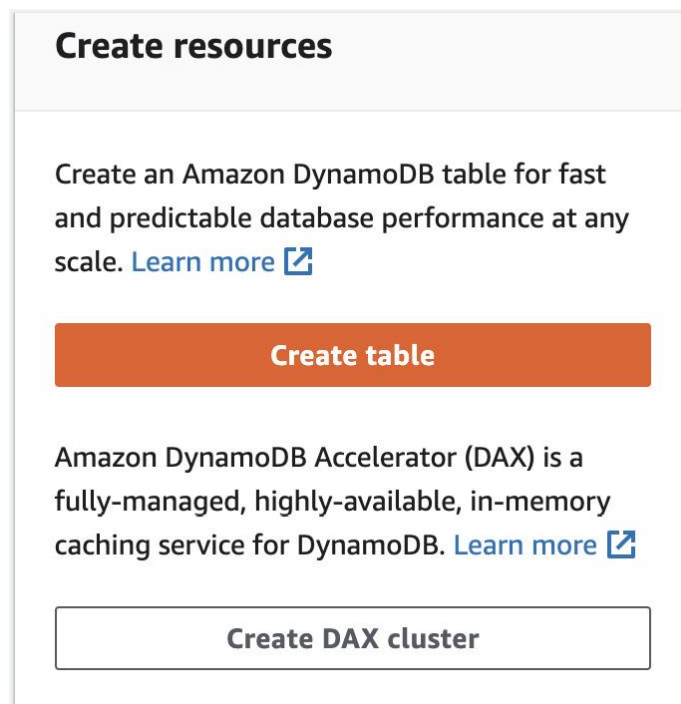 Create resources
Create an Amazon DynamoDB table for fast
and predictable database performance at any
scale. Learn more
Create table
Amazon DynamoDB Accelerator (DAX) is a
fully-managed, highly-available, in-memory
caching service for DynamoDB. Learn more
Create DAX cluster